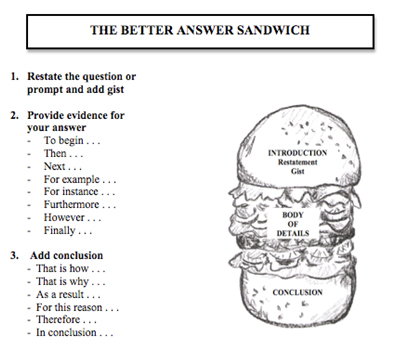 THE BETTER ANSWER SANDWICH
1. Restate the question or
prompt and add gist
2. Provide evidence for
your answer
- To begin . . .
- Then . . .
- Next . . .
- For example . . .
- For instance . . .
- Furthermore . . .
- However . . .
- Finally . . .
3. Add conclusion
- That is how . . .
- That is why . . .
- As a result . . .
- For this reason . . .
- Therefore . . .
- In conclusion . . .
INTRODUCTION
Restatement
Gist
BODY
OF
DETAILS
CONCLUSION